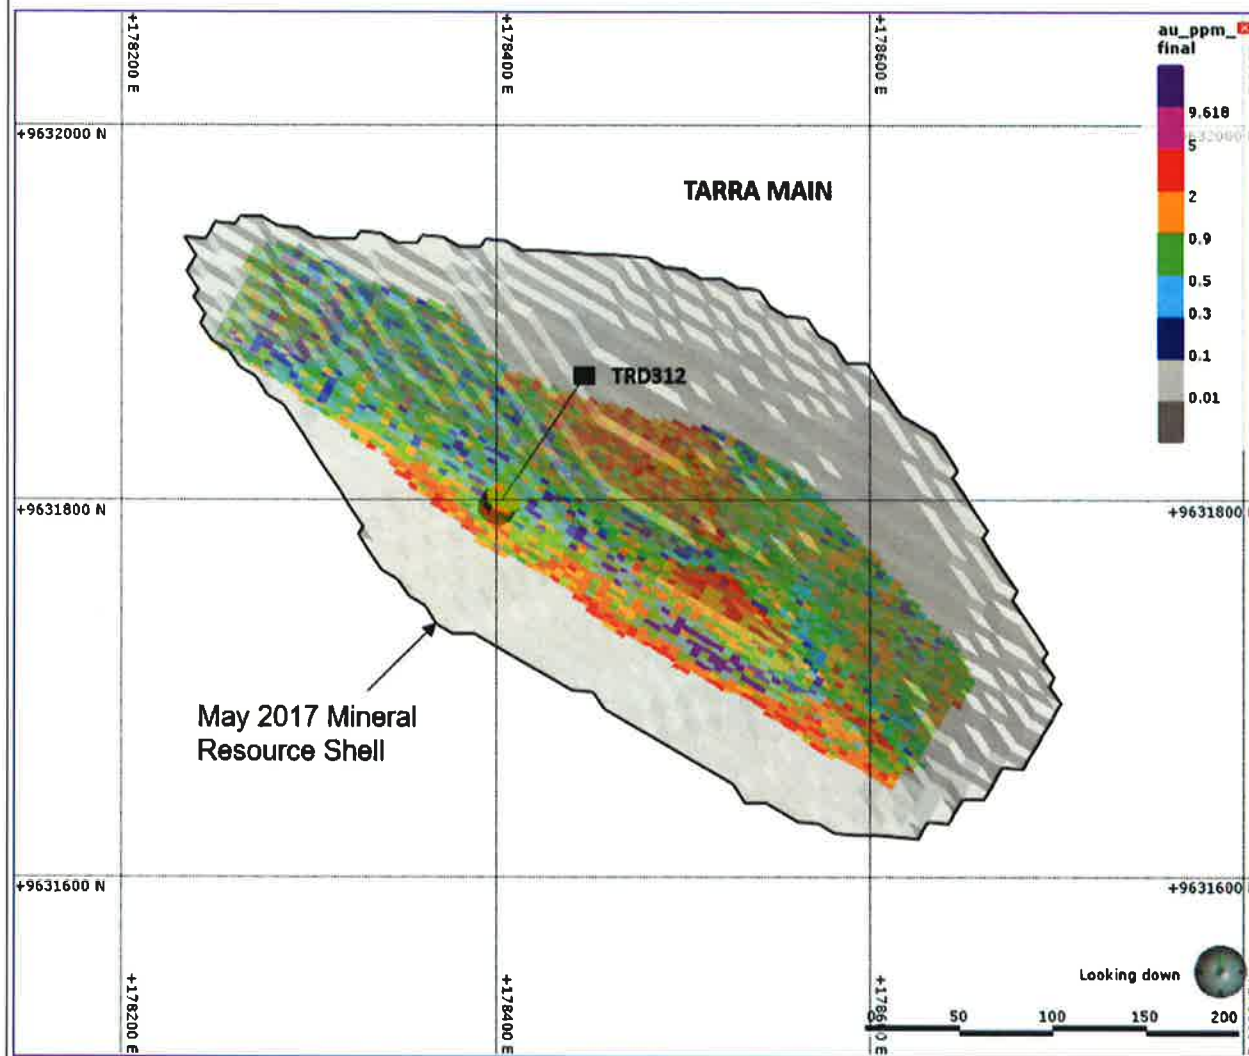 +178200 E
+178400 E
+178600 E
au_ppm_
final
9.618
+9632000 N
5
TARRA MAIN
2
0.9
0.5
0.3
0.1
TRD312
0.01
+9631800 N
+9631800
May 2017 Mineral
Resource Shell
+9631600 N
+9631600
Looking down
+178200 E
+178400 E
+178600 E
50
100
150
200